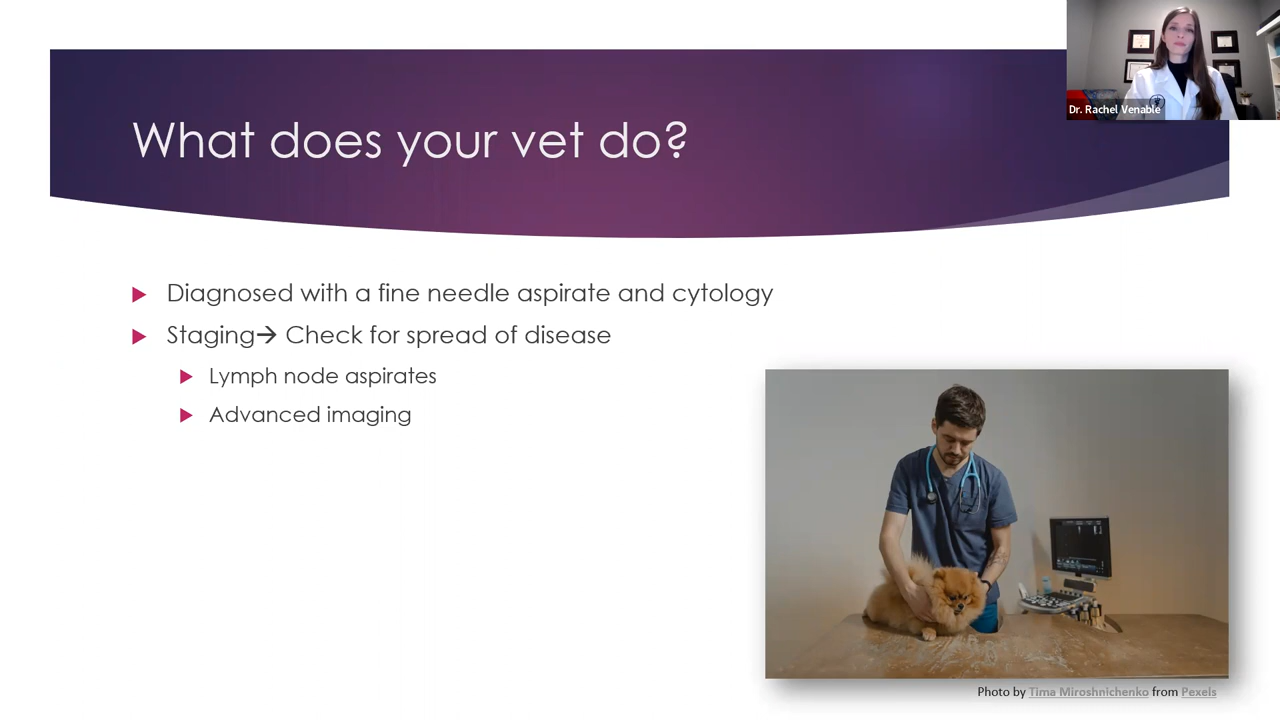 Dr. Rachel Venable
What does your vet do?
Diagnosed with a fine needle aspirate and cytology
Staging→ Check for spread of disease
Lymph node aspirates
Advanced imaging
Photo by Tima Miroshnichenko from Pexels